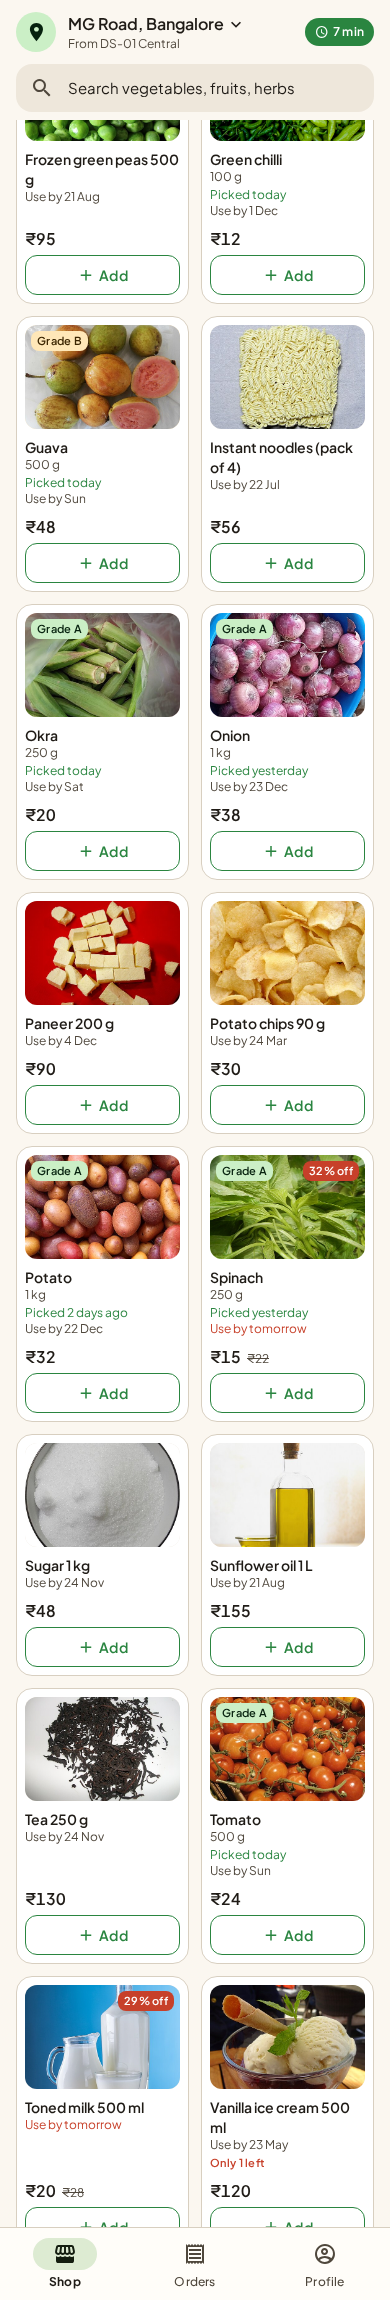 MG Road, Bangalore
From DS-01 Central
7 min
Search vegetables, fruits, herbs
Frozen green peas 500
g
Use by 21 Aug
₹95
+ Add
Green chilli
100 g
Picked today
Use by 1 Dec
₹12
+ Add
Grade B
Guava
500 g
Picked today
Use by Sun
₹48
+ Add
Instant noodles (pack
of 4)
Use by 22 Jul
₹56
+ Add
Grade A
Okra
250 g
Picked today
Use by Sat
₹20
+ Add
Grade A
Onion
1 kg
Picked yesterday
Use by 23 Dec
₹38
+ Add
Paneer 200 g
Use by 4 Dec
₹90
+ Add
Potato chips 90 g
Use by 24 Mar
₹30
+ Add
Grade A
Potato
1 kg
Picked 2 days ago
Use by 22 Dec
₹32
+ Add
Grade A
32% off
Spinach
250 g
Picked yesterday
Use by tomorrow
₹15 ₹22
+ Add
Sugar 1 kg
Use by 24 Nov
₹48
+ Add
Sunflower oil 1 L
Use by 21 Aug
₹155
+ Add
Tea 250 g
Use by 24 Nov
₹130
+ Add
Grade A
Tomato
500 g
Picked today
Use by Sun
₹24
+ Add
29% off
Toned milk 500 ml
Use by tomorrow
₹20 ₹28
+ Add
Vanilla ice cream 500
ml
Use by 23 May
Only 1 left
₹120
+ Add
Shop
Orders
Profile